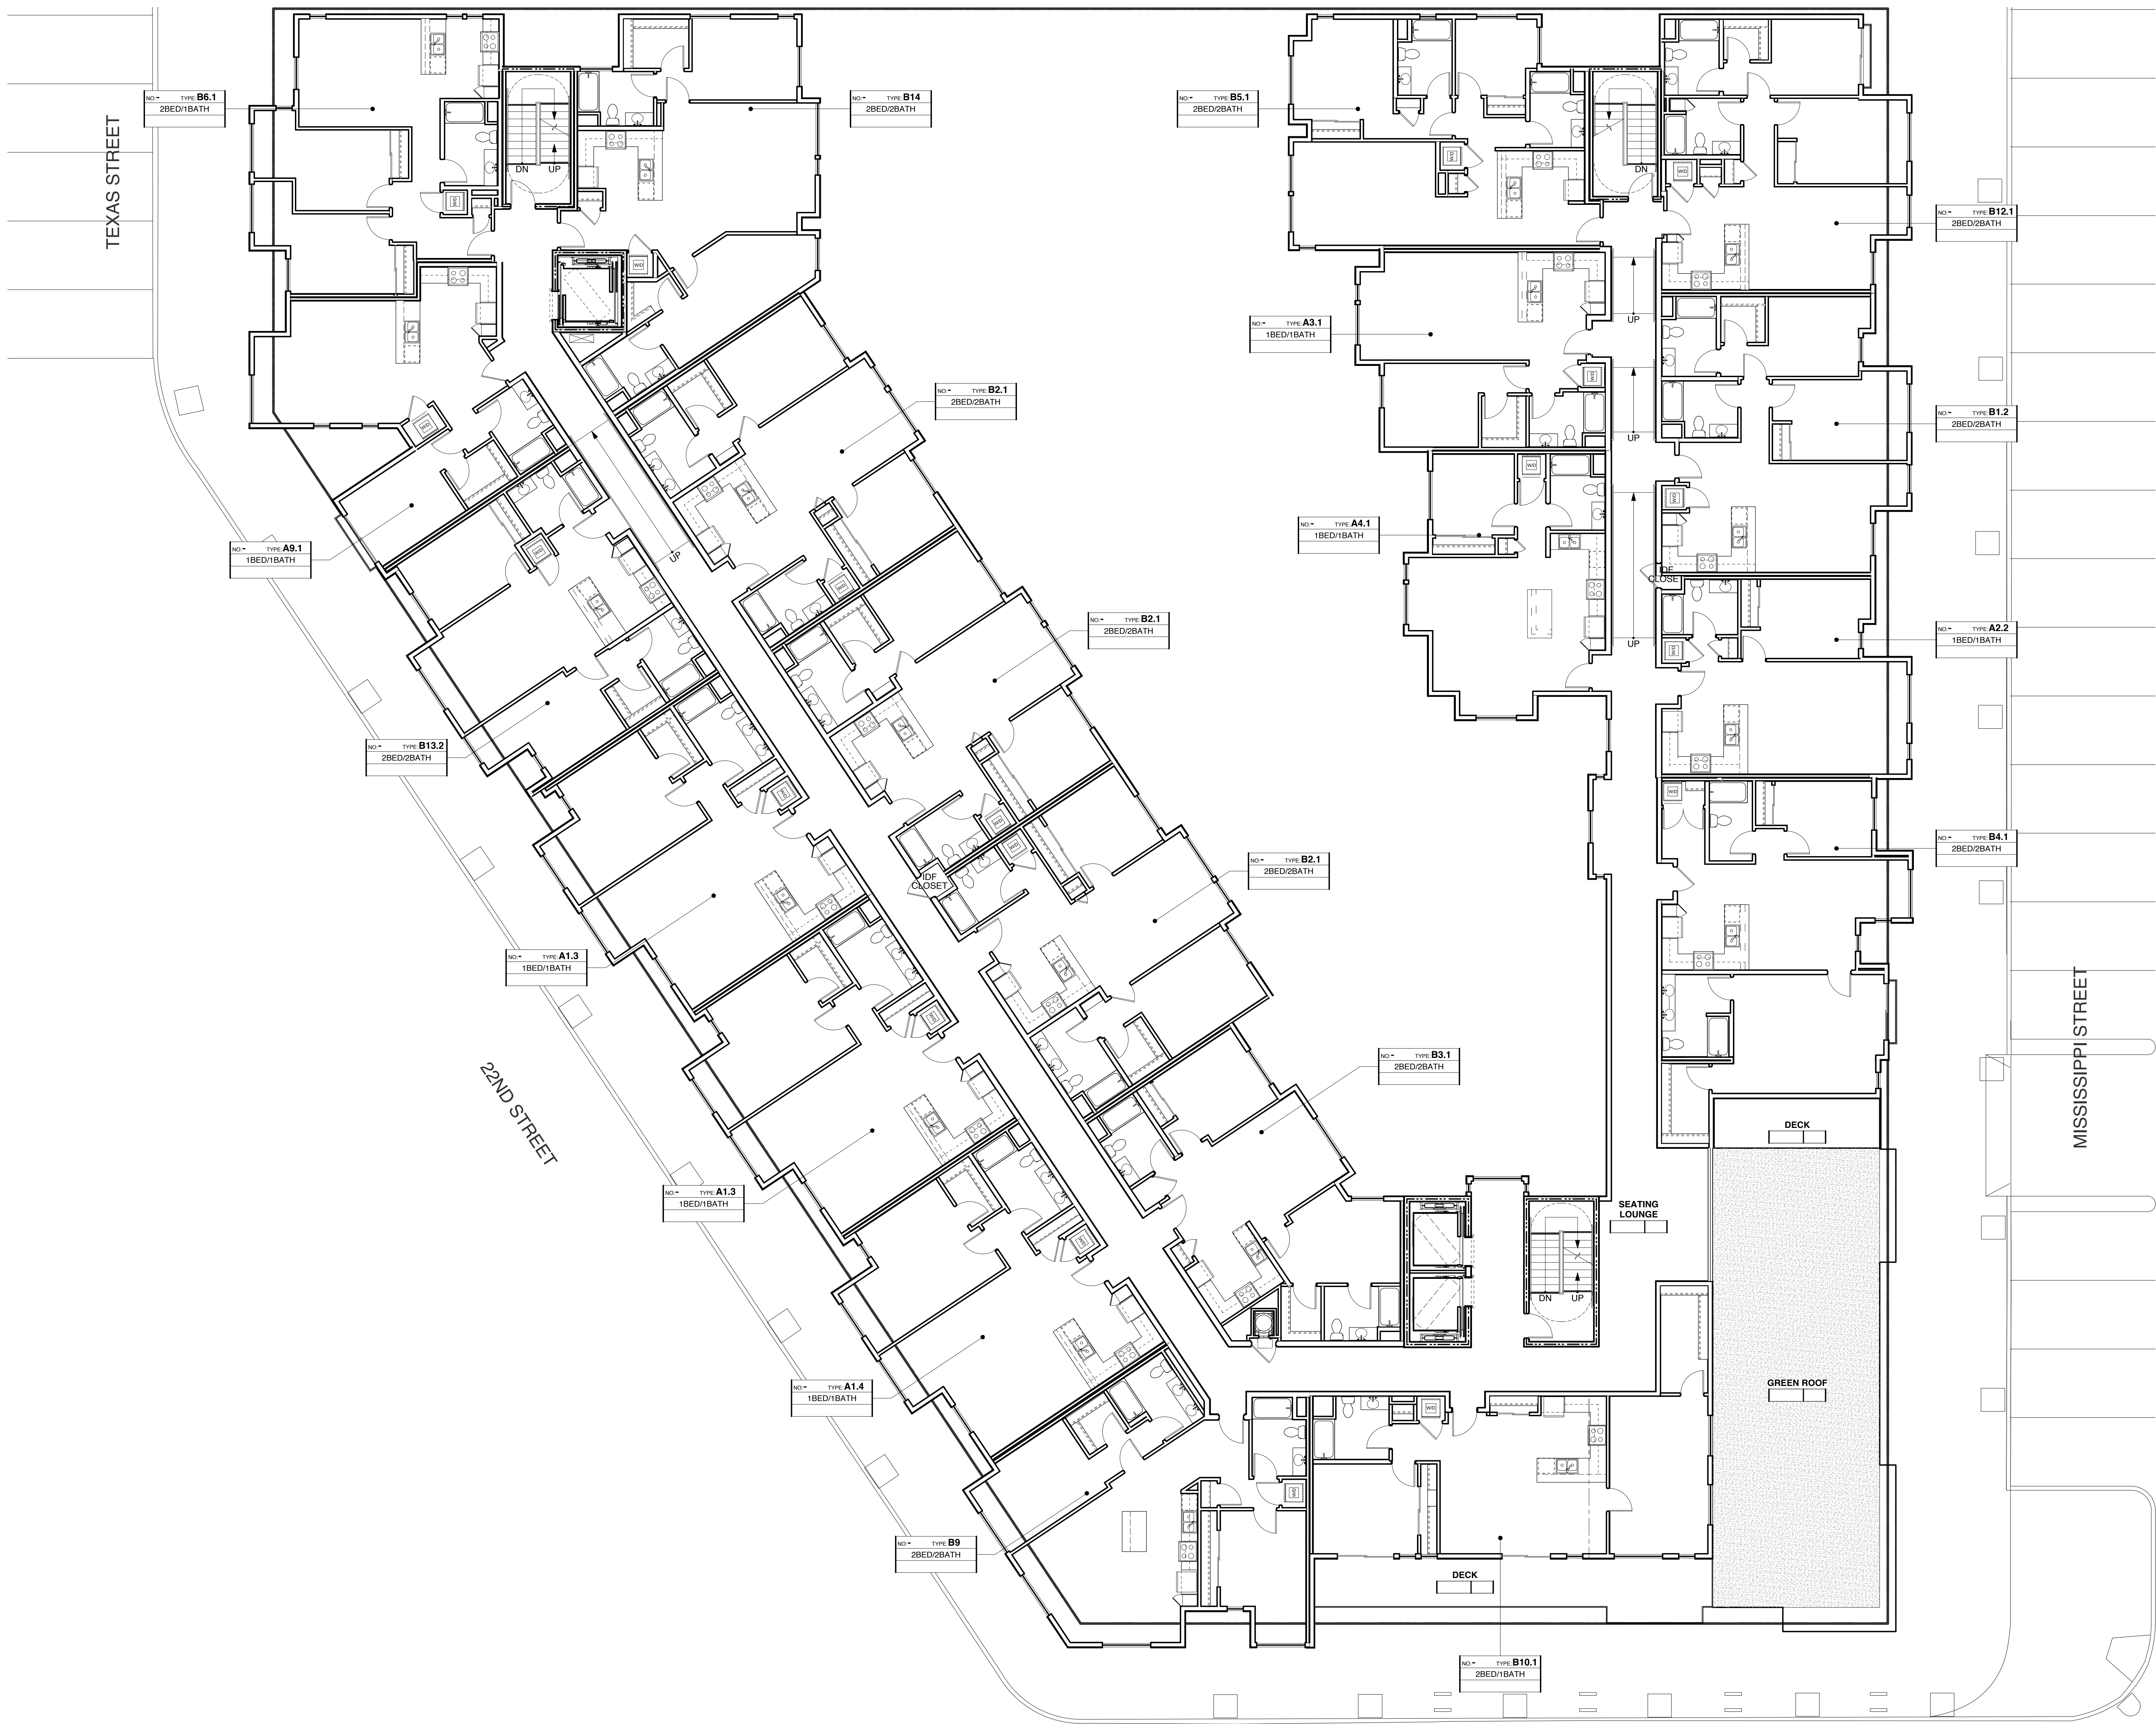 TEXAS STREET
NO:- TYPE: B6.1
2BED/1BATH
NO:- TYPE: B14
2BED/2BATH
NO:- TYPE: B5.1
2BED/2BATH
DN UP
W/D
W/D
DN
W/D
W/D
NO:- TYPE: B12.1
2BED/2BATH
NO:- TYPE: A3.1
1BED/1BATH
UP
W/D
UP
NO:- TYPE: B2.1
2BED/2BATH
NO:- TYPE: B1.2
2BED/2BATH
W/D
W/D
W/D
NO:- TYPE: A4.1
1BED/1BATH
NO:- TYPE: A9.1
1BED/1BATH
W/D
UP
W/D
IDF
CLOSE
NO:- TYPE: B2.1
2BED/2BATH
UP
W/D
NO:- TYPE: A2.2
1BED/1BATH
NO:- TYPE: B13.2
2BED/2BATH
W/D
W/D
W/D
W/D
NO:- TYPE: B4.1
2BED/2BATH
IDF
CLOSET
NO:- TYPE: B2.1
2BED/2BATH
NO:- TYPE: A1.3
1BED/1BATH
W/D
MISSISSIPPI STREET
22ND STREET
NO:- TYPE: B3.1
2BED/2BATH
DECK
NO:- TYPE: A1.3
1BED/1BATH
SEATING
LOUNGE
W/D
DN UP
NO:- TYPE: A1.4
1BED/1BATH
GREEN ROOF
W/D
W/D
NO:- TYPE: B9
2BED/2BATH
DECK
NO:- TYPE: B10.1
2BED/1BATH